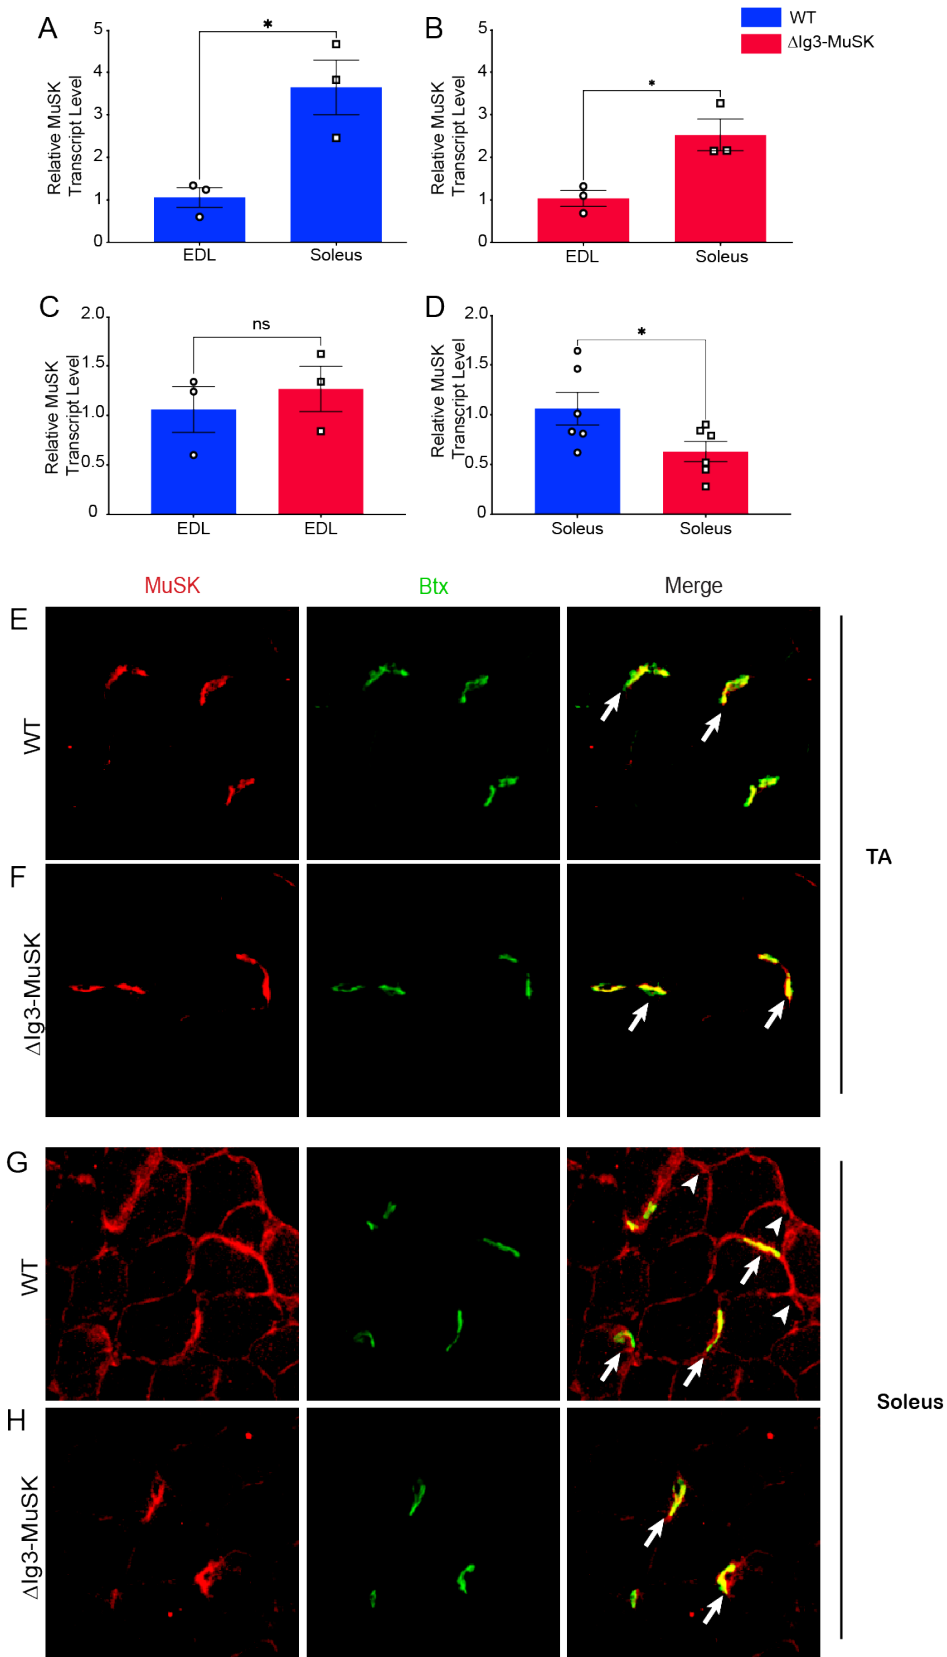 A
B
WT
ΔIg3-MuSK
Relative MuSK
Transcript Level
5
4
3
2
1
0
*
EDL
Soleus
Relative MuSK
Transcript Level
5
4
3
2
1
0
*
EDL
Soleus
C
D
Relative MuSK
Transcript Level
2.0
1.5
1.0
0.5
0
ns
EDL
EDL
Relative MuSK
Transcript Level
2.0
1.5
1.0
0.5
0
*
Soleus
Soleus
MuSK
Btx
Merge
E
WT
F
ΔIg3-MuSK
TA
G
WT
H
ΔIg3-MuSK
Soleus